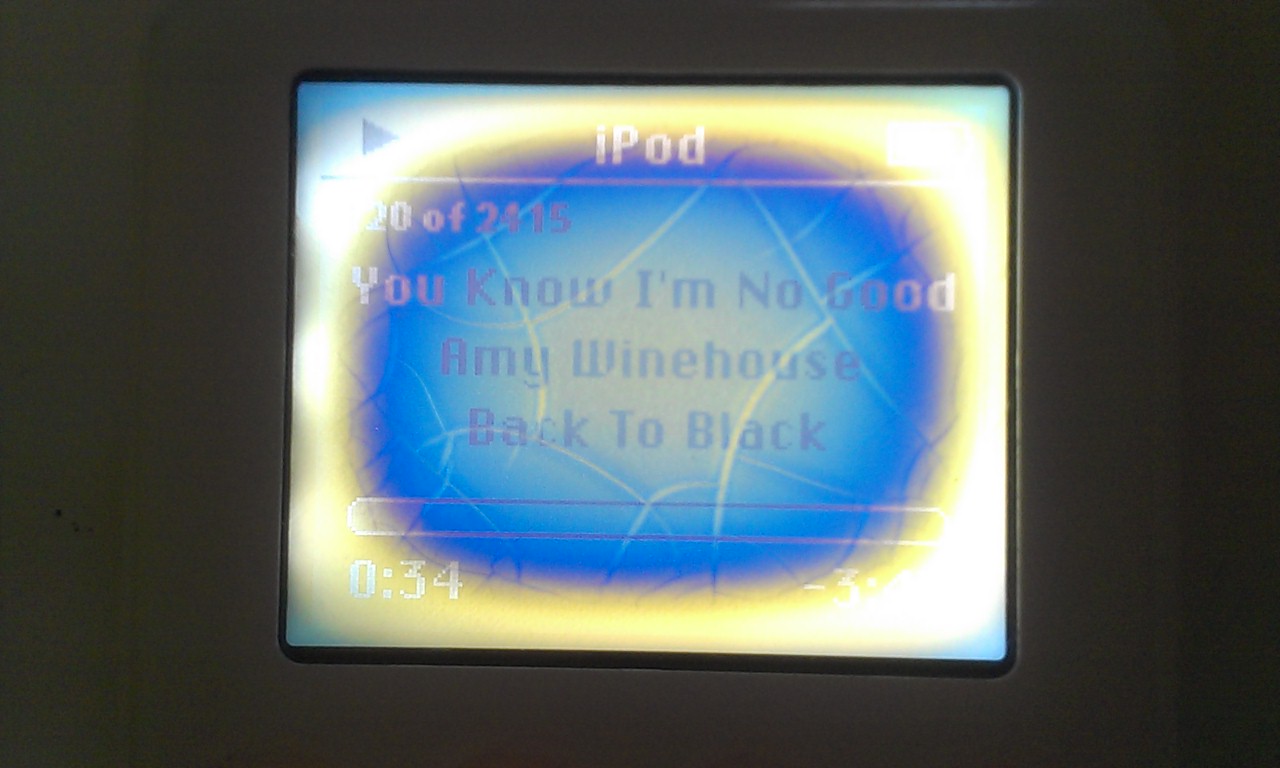 iPod
20 of 2415
You Know I'm No Good
Amy Winehouse
Back To Black
0:34